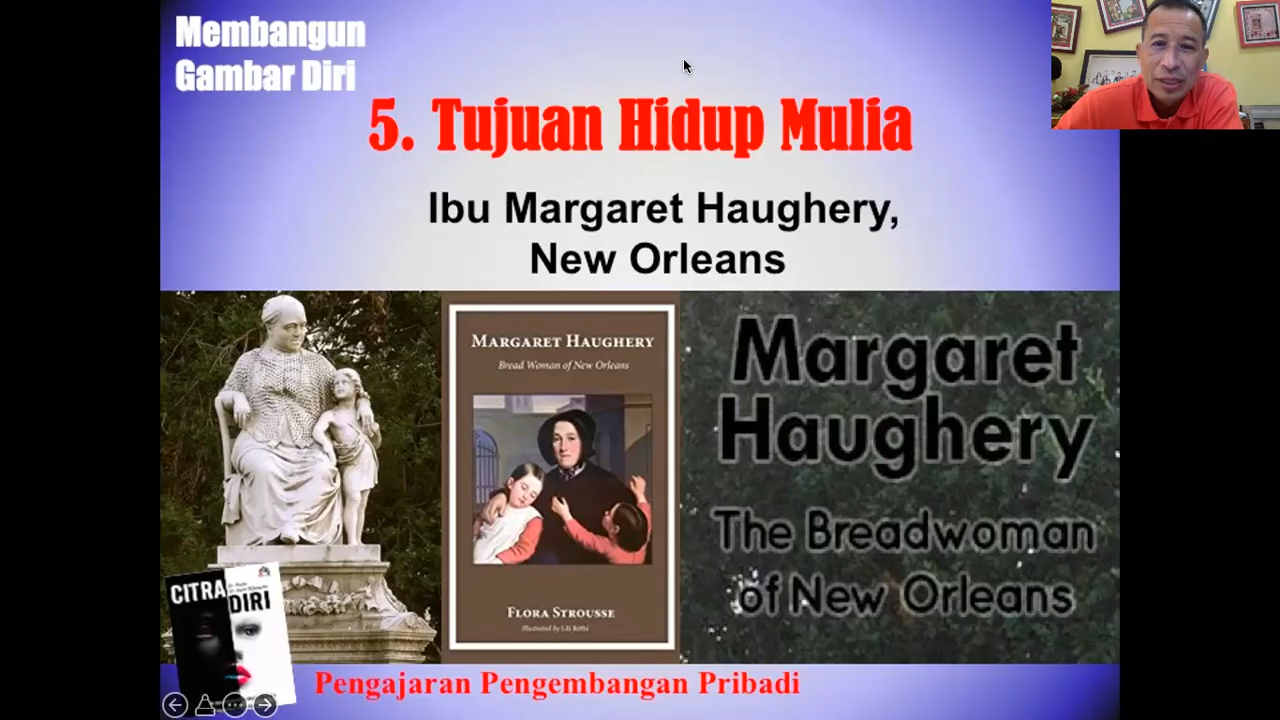 Membangun
Gambar Diri
5. Tujuan Hidup Mulia
Ibu Margaret Haughery,
New Orleans
MARGARET HAUGHERY
Bread Woman of New Orleans
FLORA STROUSSE
Margaret
Haughery
The Breadwoman
of New Orleans
CITRA
DIRI
Pengajaran Pengembangan Pribadi